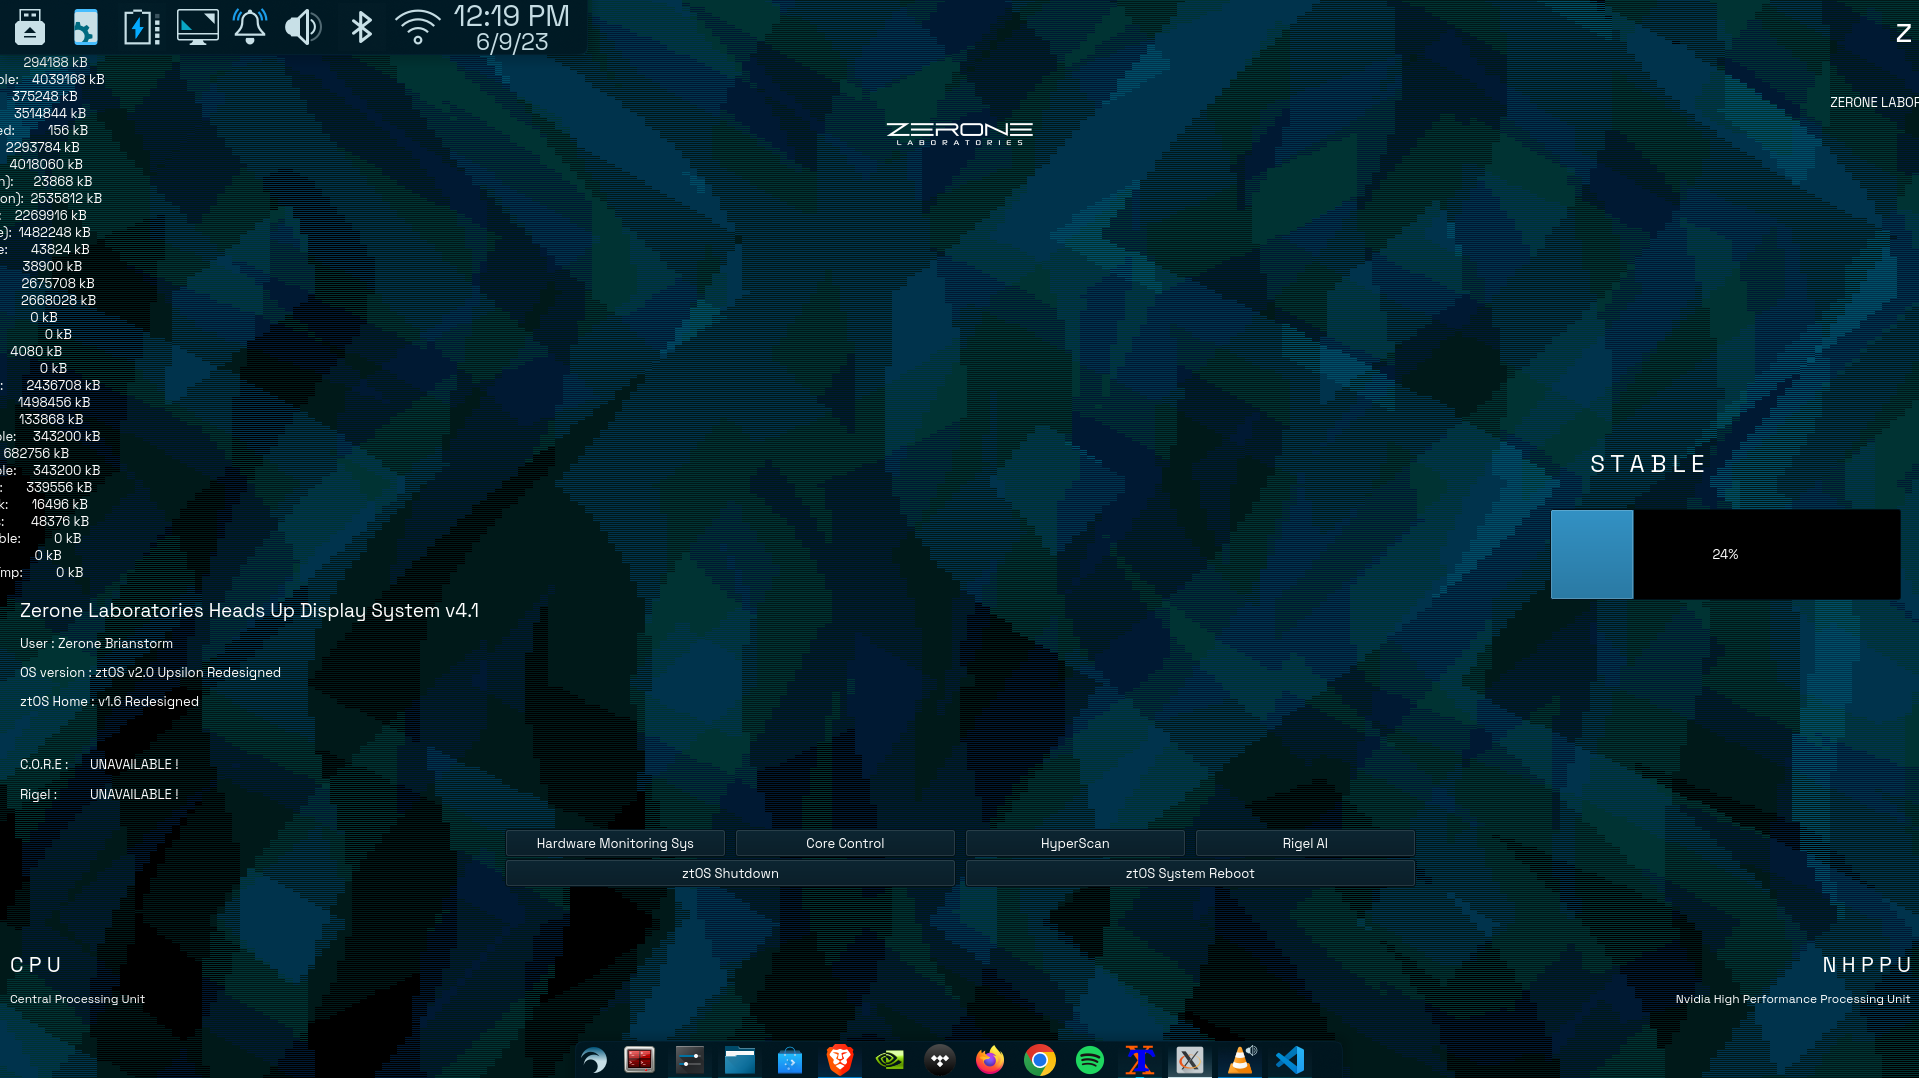 12:19 PM
6/9/23
Z
294188 kB
ble: 4039168 kB
375248 kB
ZERONE LABOR
3514844 kB
ed: 156 kB
ZERONE
LABORATORIES
2293784 kB
4018060 kB
n): 23868 kB
on): 2535812 kB
: 2269916 kB
e): 1482248 kB
e: 43824 kB
38900 kB
2675708 kB
2668028 kB
0 kB
0 kB
4080 kB
0 kB
: 2436708 kB
1498456 kB
133868 kB
ble: 343200 kB
682756 kB
ble: 343200 kB
: 339556 kB
k: 16496 kB
s: 48376 kB
ble: 0 kB
0 kB
Tmp: 0 kB
STABLE
24%
Zerone Laboratories Heads Up Display System v4.1
User : Zerone Brianstorm
OS version : ztOS v2.0 Upsilon Redesigned
ztOS Home : v1.6 Redesigned
C.O.R.E : UNAVAILABLE !
Rigel : UNAVAILABLE !
Hardware Monitoring Sys
Core Control
HyperScan
Rigel AI
ztOS Shutdown
ztOS System Reboot
CPU
Central Processing Unit
NHPPU
Nvidia High Performance Processing Unit